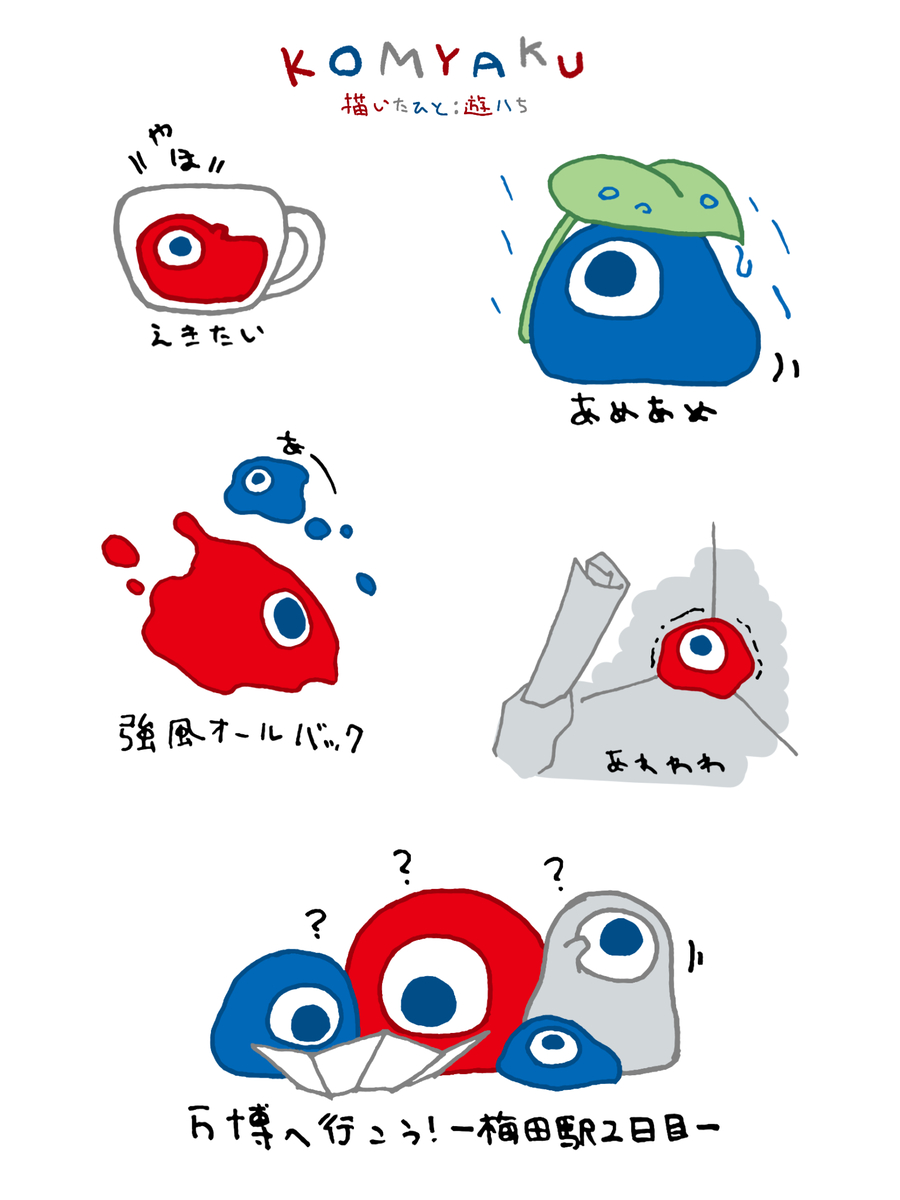 KOMYAKU
描いたひと:遊ハち
やほ
えきたい
あめあめ
あ
強風オールバック
あわわわ
? ? ?
万博へ行こう!ー梅田駅2日目ー